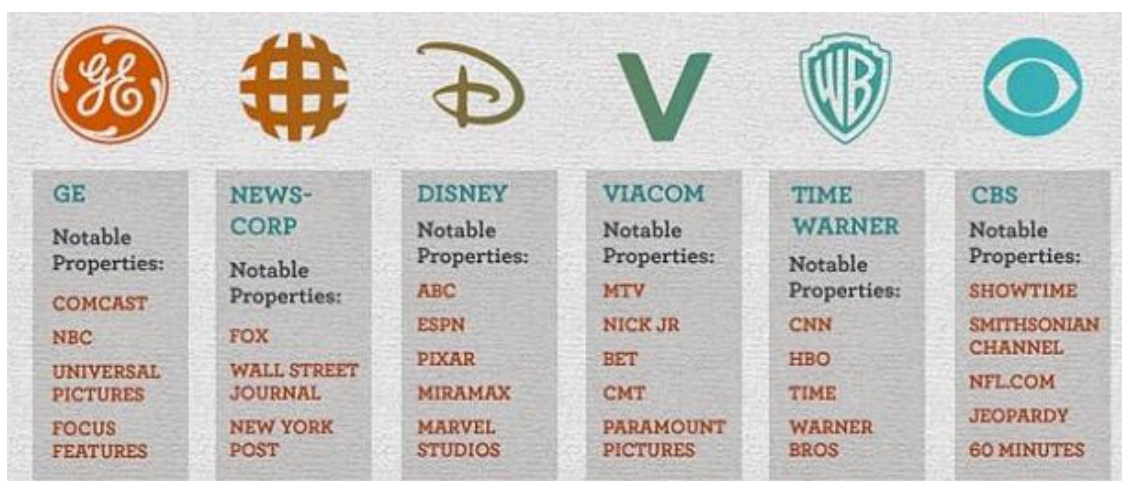 GE
WB
GE
Notable
Properties:
COMCAST
NBC
UNIVERSAL
PICTURES
FOCUS
FEATURES
NEWS-
CORP
Notable
Properties:
FOX
WALL STREET
JOURNAL
NEW YORK
POST
DISNEY
Notable
Properties:
ABC
ESPN
PIXAR
MIRAMAX
MARVEL
STUDIOS
VIACOM
Notable
Properties:
MTV
NICK JR
BET
CMT
PARAMOUNT
PICTURES
TIME
WARNER
Notable
Properties:
CNN
HBO
TIME
WARNER
BROS
CBS
Notable
Properties:
SHOWTIME
SMITHSONIAN
CHANNEL
NFL.COM
JEOPARDY
60 MINUTES